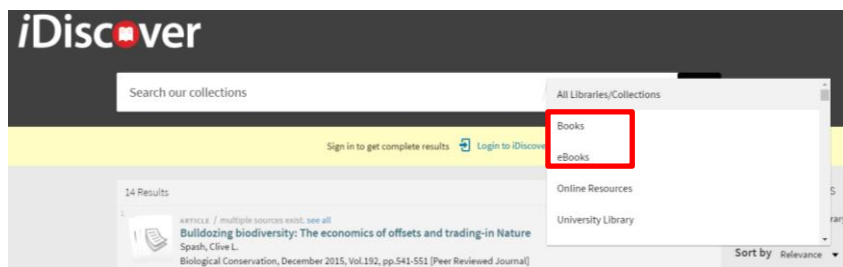 iDiscover
Search our collections
All Libraries/Collections
Books
eBooks
Online Resources
University Library
Sign in to get complete results Login to iDiscove
14 Results
1
ARTICLE / multiple sources exist. see all
Bulldozing biodiversity: The economics of offsets and trading-in Nature
Spash, Clive L.
Biological Conservation, December 2015, Vol.192, pp.541-551 [Peer Reviewed Journal]
S
Sort by Relevance